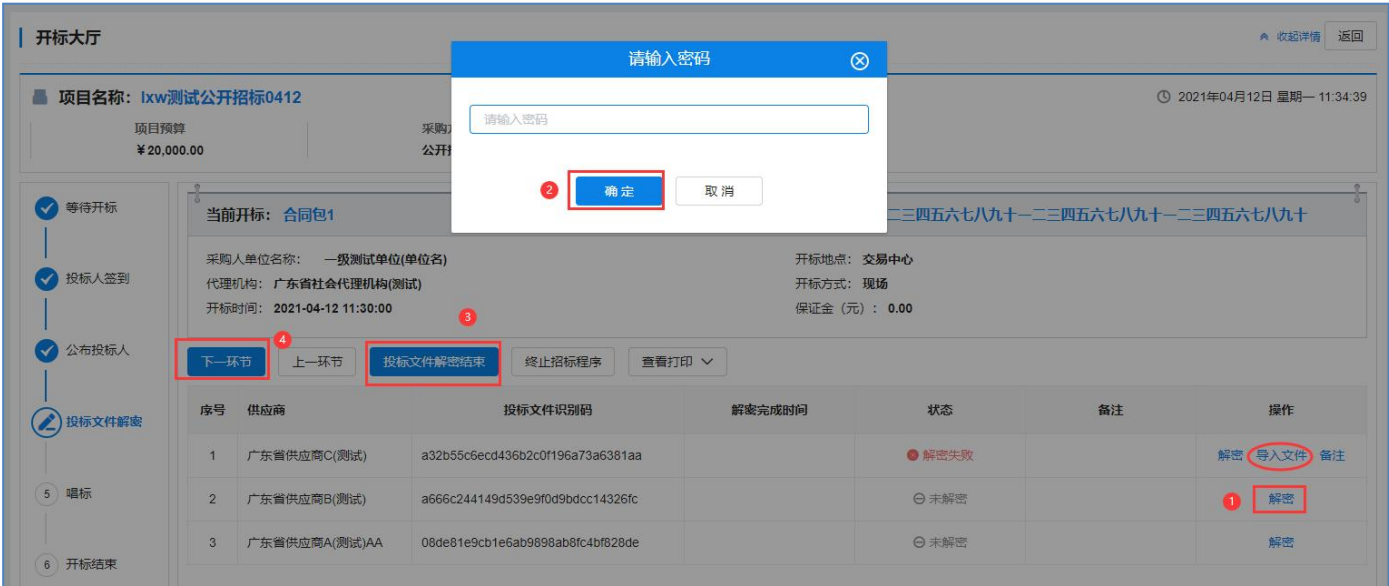 开标大厅
收起详情 返回
请输入密码
项目名称：lxw测试公开招标0412
2021年04月12日 星期一 11:34:39
请输入密码
项目预算
采购
￥20,000.00
公开
2 确定 取消
等待开标
当前开标：合同包1
二三四五六七八九十一二三四五六七八九十一二三四五六七八九十
采购人单位名称： 一级测试单位(单位名)
开标地点：交易中心
投标人签到
代理机构：广东省社会代理机构(测试)
开标方式：现场
开标时间：2021-04-12 11:30:00
保证金（元）：0.00
3
4
公布投标人
下一环节 上一环节 投标文件解密结束 终止招标程序 查看打印
投标文件解密
序号 供应商 投标文件识别码 解密完成时间 状态 备注 操作
1 广东省供应商C(测试) a32b55c6ecd436b2c0f196a73a6381aa 解密失败 解密 导入文件 备注
5 唱标
2 广东省供应商B(测试) a666c244149d539e9f0d9bdcc14326fc 未解密 1 解密
3 广东省供应商A(测试)AA 08de81e9cb1e6ab9898ab8fc4bf828de 未解密 解密
6 开标结束